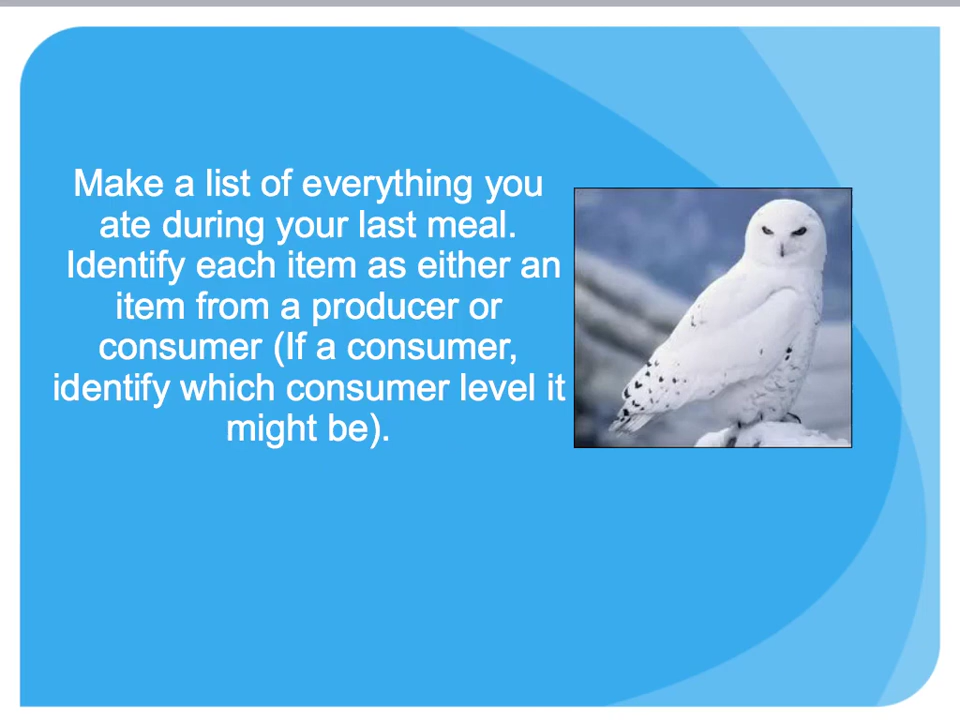 Make a list of everything you
ate during your last meal.
Identify each item as either an
item from a producer or
consumer (If a consumer,
identify which consumer level it
might be).